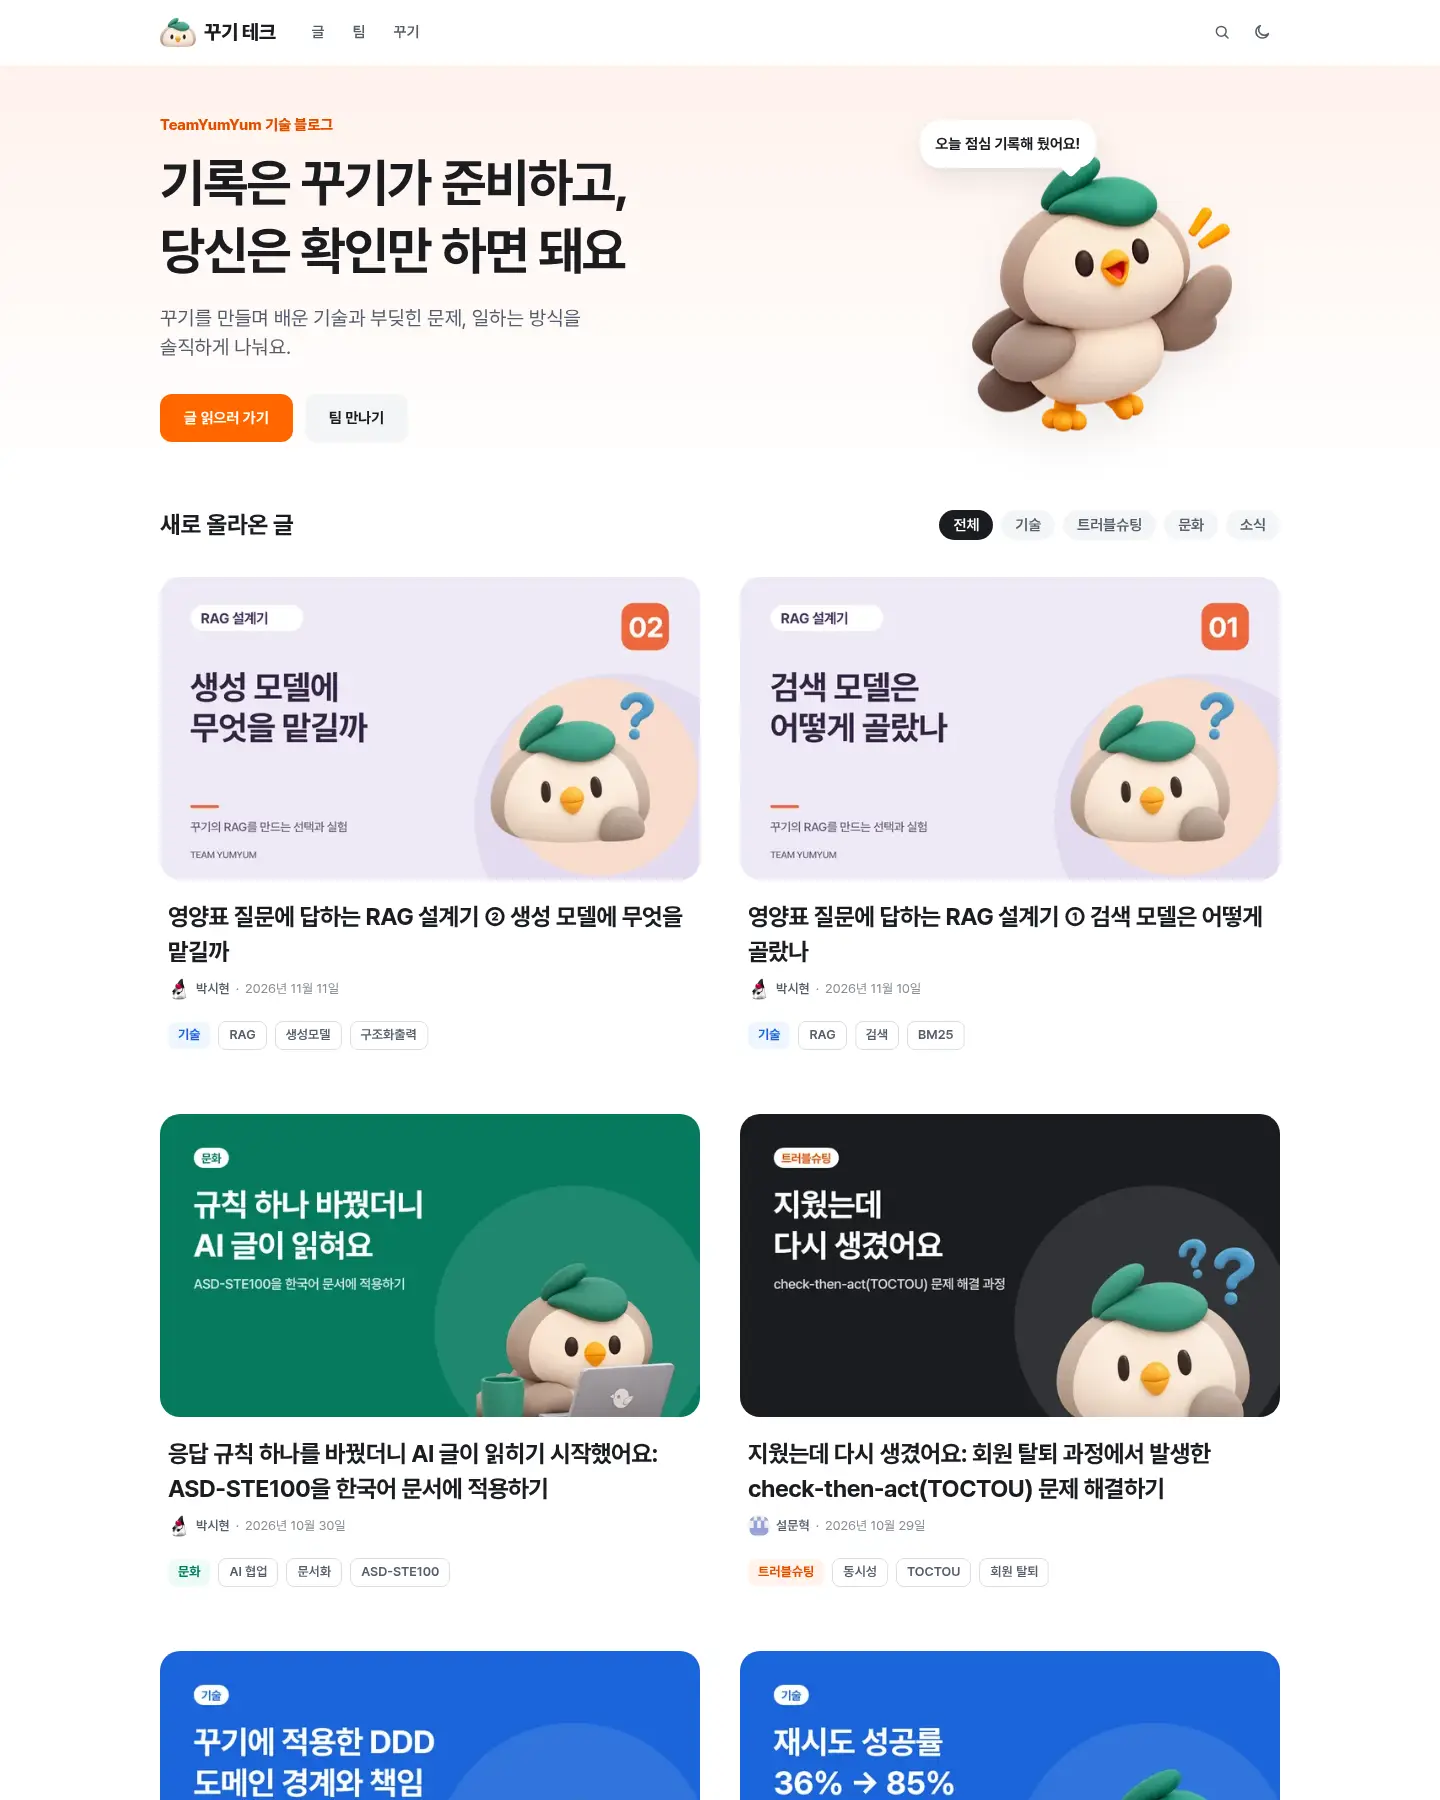 꾸기 테크
글
팀
꾸기
TeamYumYum 기술 블로그
기록은 꾸기가 준비하고,
당신은 확인만 하면 돼요
꾸기를 만들며 배운 기술과 부딪힌 문제, 일하는 방식을
솔직하게 나눠요.
글 읽으러 가기
팀 만나기
오늘 점심 기록해 뒀어요!
새로 올라온 글
전체
기술
트러블슈팅
문화
소식
RAG 설계기
02
생성 모델에
무엇을 맡길까
꾸기의 RAG를 만드는 선택과 실험
TEAM YUMYUM
영양표 질문에 답하는 RAG 설계기 ② 생성 모델에 무엇을
맡길까
박시현 · 2026년 11월 11일
기술
RAG
생성모델
구조화출력
RAG 설계기
01
검색 모델은
어떻게 골랐나
꾸기의 RAG를 만드는 선택과 실험
TEAM YUMYUM
영양표 질문에 답하는 RAG 설계기 ① 검색 모델은 어떻게
골랐나
박시현 · 2026년 11월 10일
기술
RAG
검색
BM25
문화
규칙 하나 바꿨더니
AI 글이 읽혀요
ASD-STE100을 한국어 문서에 적용하기
응답 규칙 하나를 바꿨더니 AI 글이 읽히기 시작했어요:
ASD-STE100을 한국어 문서에 적용하기
박시현 · 2026년 10월 30일
문화
AI 협업
문서화
ASD-STE100
트러블슈팅
지웠는데
다시 생겼어요
check-then-act(TOCTOU) 문제 해결 과정
지웠는데 다시 생겼어요: 회원 탈퇴 과정에서 발생한
check-then-act(TOCTOU) 문제 해결하기
설문혁 · 2026년 10월 29일
트러블슈팅
동시성
TOCTOU
회원 탈퇴
기술
꾸기에 적용한 DDD
도메인 경계와 책임
기술
재시도 성공률
36% → 85%